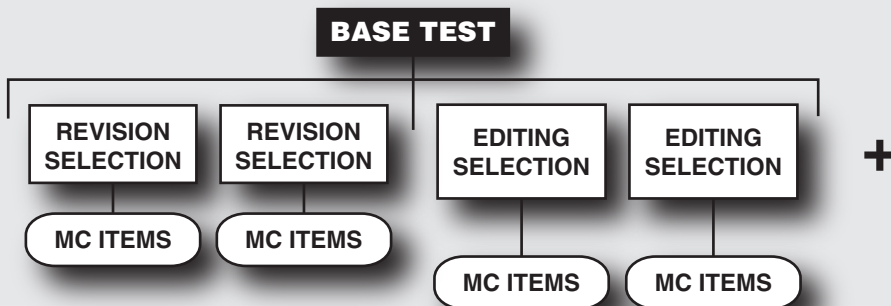 BASE TEST
REVISION
SELECTION
REVISION
SELECTION
EDITING
SELECTION
EDITING
SELECTION
+
MC ITEMS
MC ITEMS
MC ITEMS
MC ITEMS